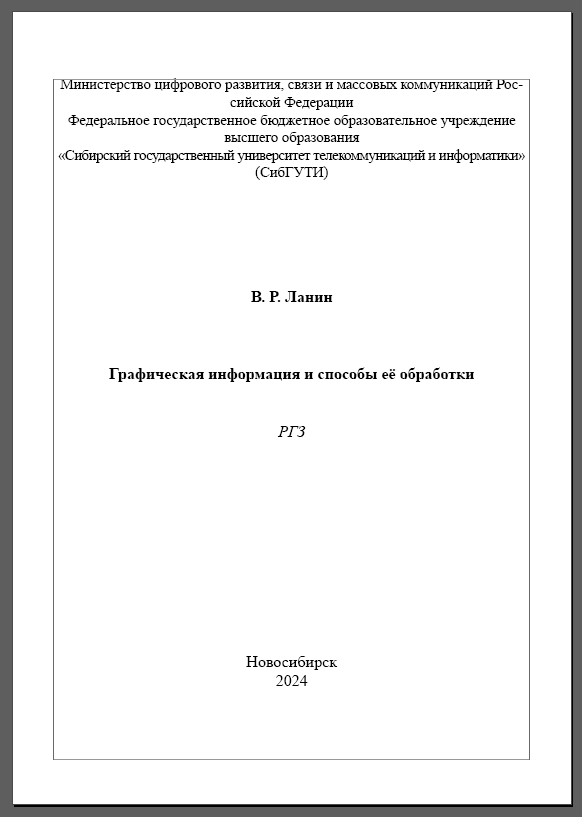 Министерство цифрового развития, связи и массовых коммуникаций Рос-
сийской Федерации
Федеральное государственное бюджетное образовательное учреждение
высшего образования
«Сибирский государственный университет телекоммуникаций и информатики»
(СибГУТИ)
В. Р. Ланин
Графическая информация и способы её обработки
РГЗ
Новосибирск
2024